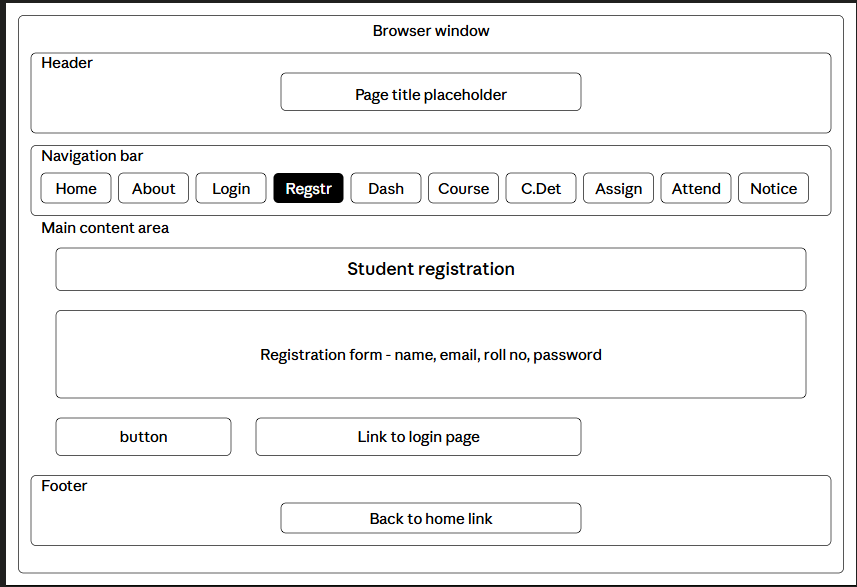 Browser window
Header
Page title placeholder
Navigation bar
Home About Login Regstr Dash Course C.Det Assign Attend Notice
Main content area
Student registration
Registration form - name, email, roll no, password
button Link to login page
Footer
Back to home link